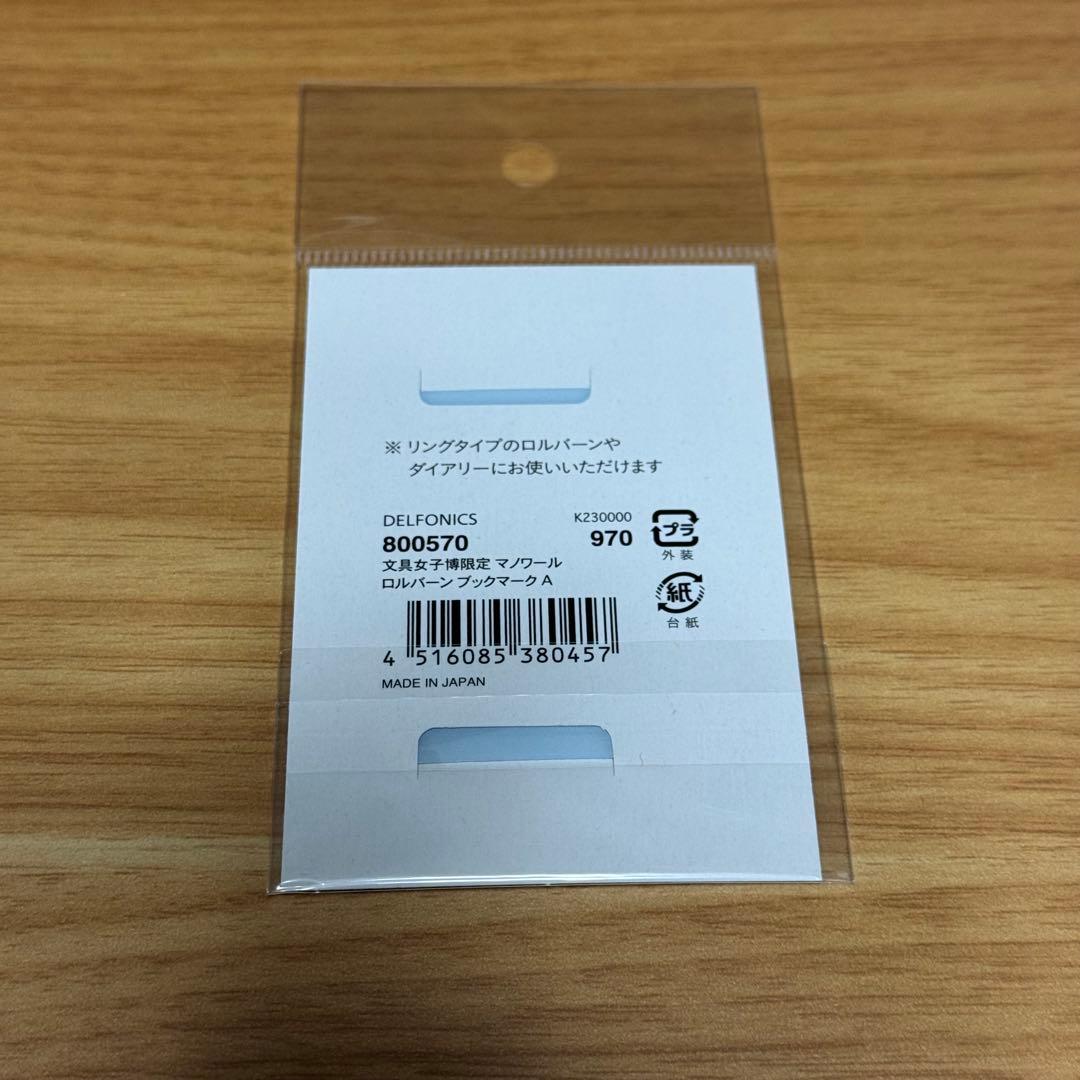 ※ リングタイプのロルバーンや
ダイアリーにお使いいただけます
DELFONICS K230000
800570 970
プラ
外装
文具女子博限定 マノワール
ロルバーン ブックマーク A
紙
台紙
4 516085 380457
MADE IN JAPAN